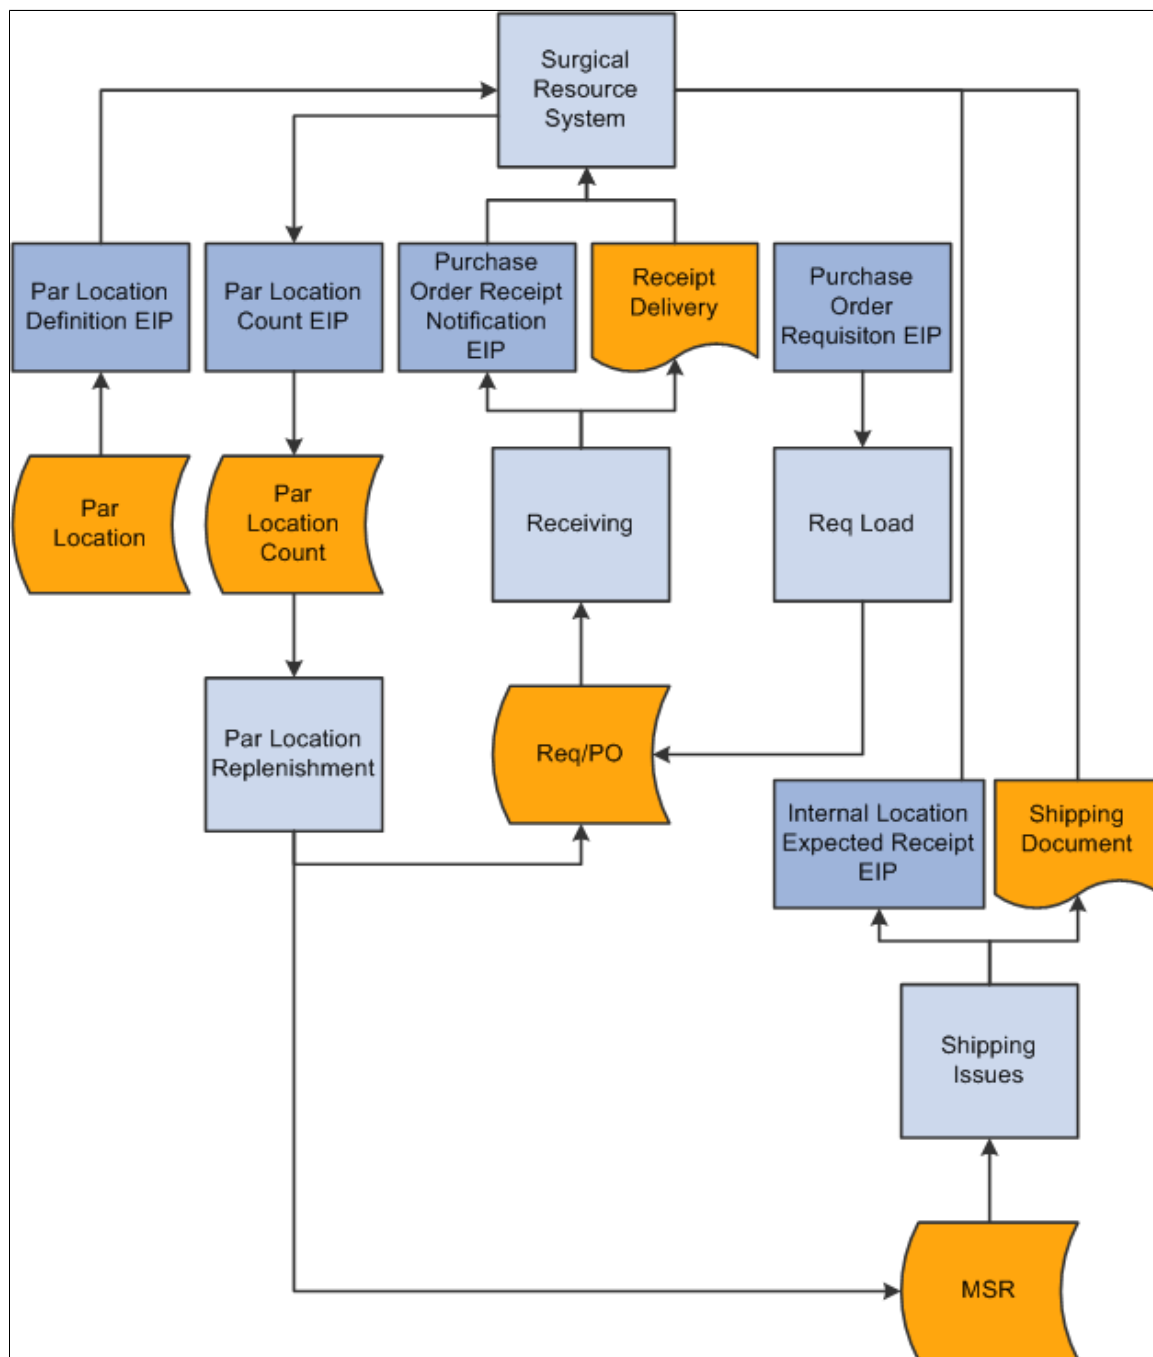 Surgical
Resource
System
Par Location
Definition EIP
Par Location
Count EIP
Purchase
Order Receipt
Notification
EIP
Receipt
Delivery
Purchase
Order
Requisiton EIP
Par
Location
Par
Location
Count
Receiving
Req Load
Par Location
Replenishment
Req/PO
Internal Location
Expected Receipt
EIP
Shipping
Document
Shipping
Issues
MSR